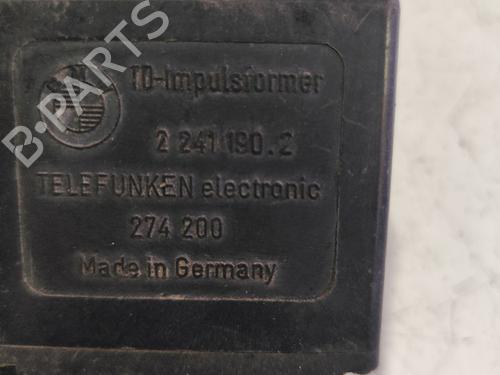 TD-Impulsformer
2 241 190.2
TELEFUNKEN electronic
274 200
Made in Germany
B-PARTS